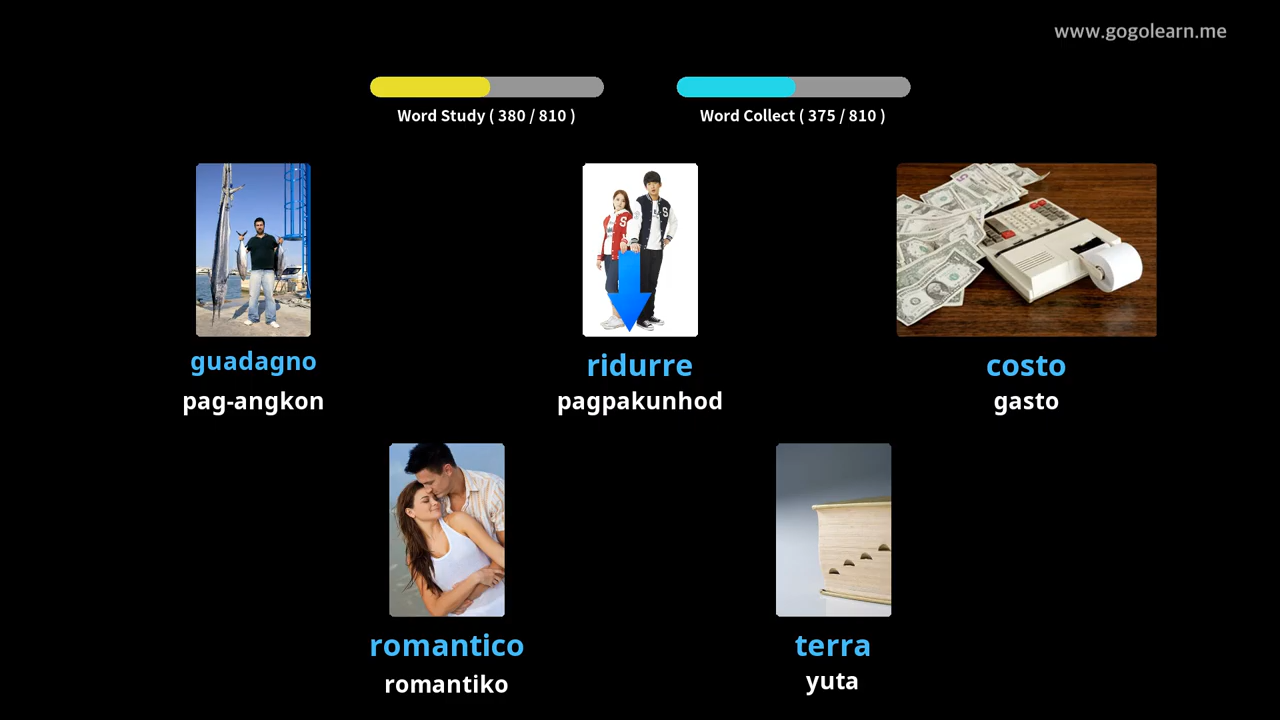 www.gogolearn.me
Word Study ( 380 / 810 )
Word Collect ( 375 / 810 )
guadagno
pag-angkon
ridurre
pagpakunhod
costo
gasto
romantico
romantiko
terra
yuta